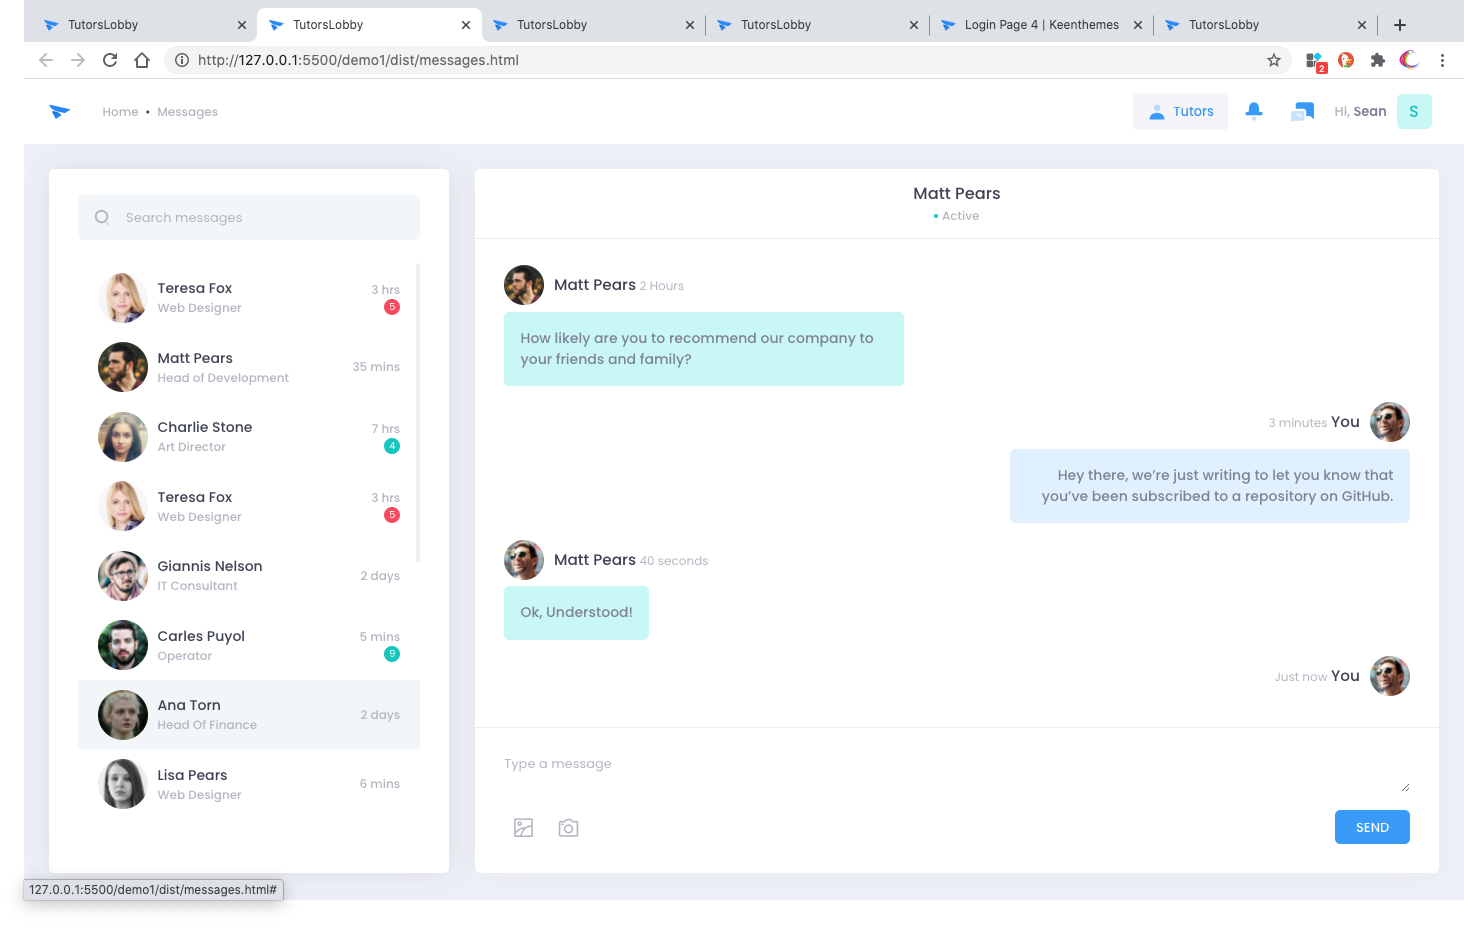 TutorsLobby
TutorsLobby
TutorsLobby
TutorsLobby
Login Page 4 | Keenthemes
TutorsLobby
http://127.0.0.1:5500/demo1/dist/messages.html
2
Home • Messages
Tutors
Hi, Sean
S
Search messages
Teresa Fox
3 hrs
Web Designer
5
Matt Pears
35 mins
Head of Development
Charlie Stone
7 hrs
Art Director
4
Teresa Fox
3 hrs
Web Designer
5
Giannis Nelson
2 days
IT Consultant
Carles Puyol
5 mins
Operator
9
Ana Torn
2 days
Head Of Finance
Lisa Pears
6 mins
Web Designer
Matt Pears
• Active
Matt Pears 2 Hours
How likely are you to recommend our company to
your friends and family?
3 minutes You
Hey there, we’re just writing to let you know that
you’ve been subscribed to a repository on GitHub.
Matt Pears 40 seconds
Ok, Understood!
Just now You
Type a message
SEND
127.0.0.1:5500/demo1/dist/messages.html#